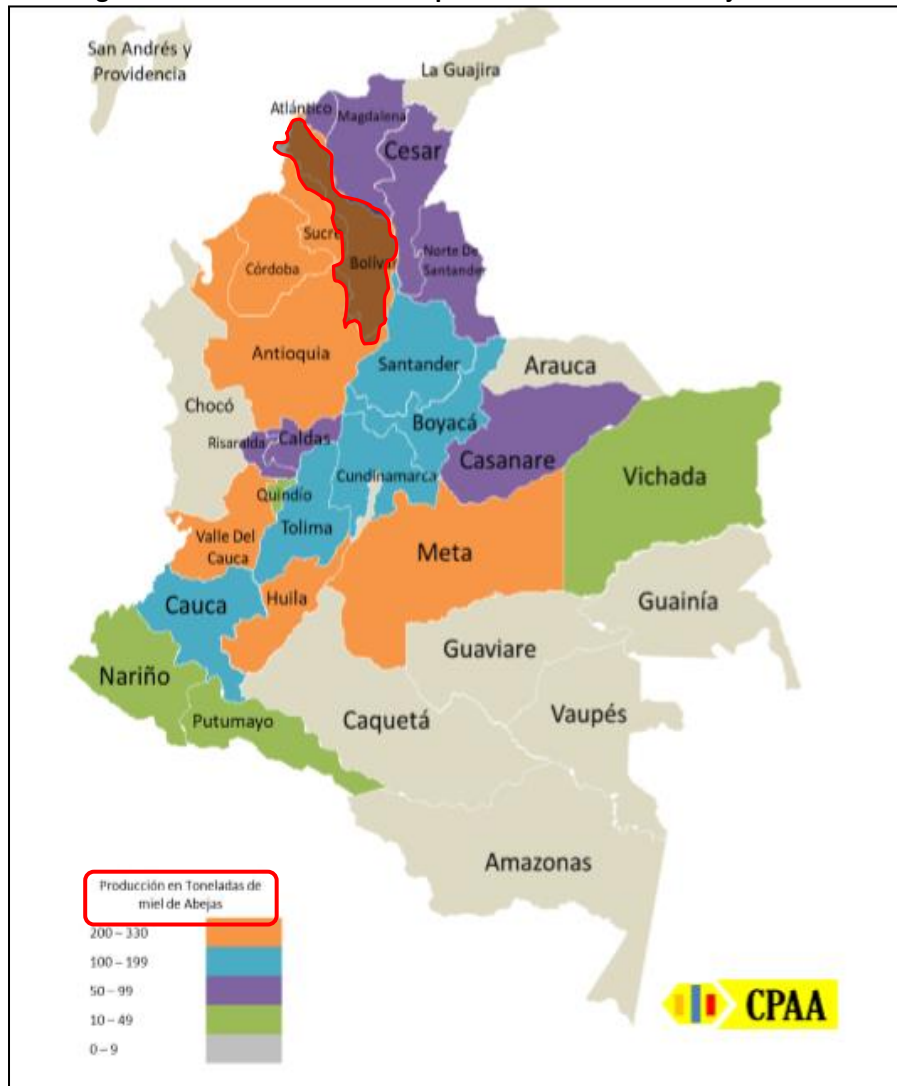 San Andrés y
Providencia
La Guajira
Atlántico
Magdalena
Cesar
Sucre
Bolívar
Norte De
Santander
Córdoba
Antioquia
Santander
Arauca
Chocó
Boyacá
Risaralda
Caldas
Casanare
Cundinamarca
Vichada
Quindío
Tolima
Valle Del
Cauca
Meta
Huila
Cauca
Guainía
Guaviare
Nariño
Putumayo
Caquetá
Vaupés
Amazonas
Producción en Toneladas de
miel de Abejas
200 – 330
100 – 199
50 – 99
10 – 49
0 – 9
CPAA